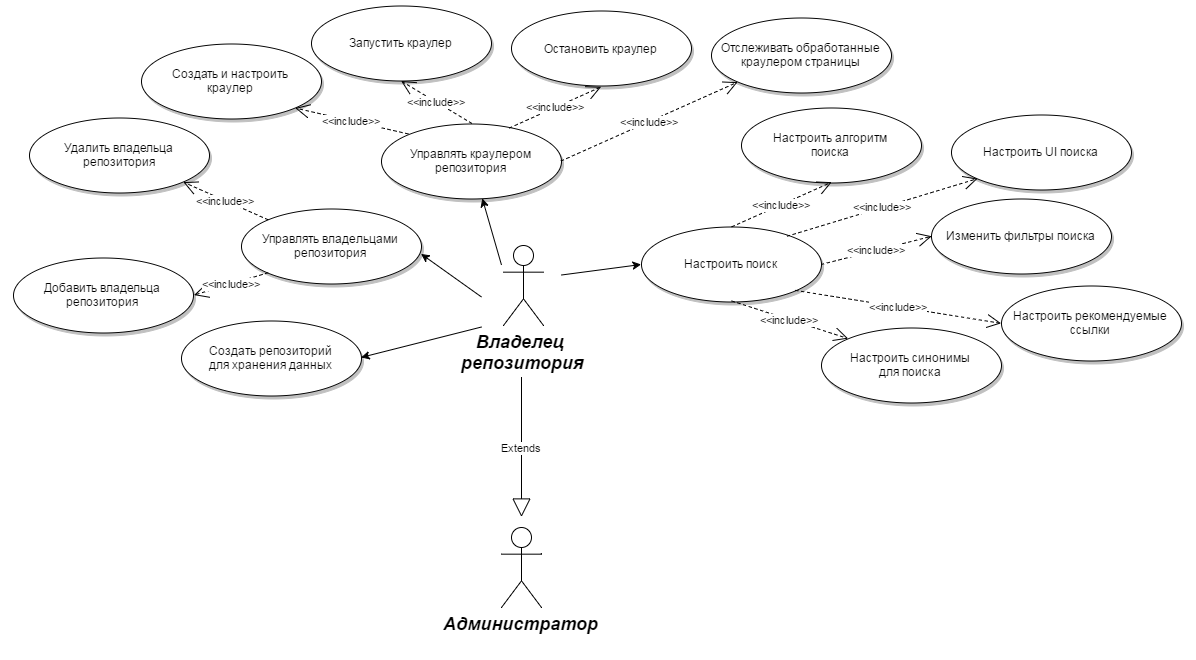 Запустить краулер
Остановить краулер
Отслеживать обработанные
краулером страницы
Создать и настроить
краулер
<<include>>
<<include>>
<<include>>
<<include>>
Удалить владельца
репозитория
Управлять краулером
репозитория
Настроить алгоритм
поиска
Настроить UI поиска
<<include>>
<<include>>
<<include>>
Управлять владельцами
репозитория
Изменить фильтры поиска
<<include>>
Настроить поиск
Добавить владельца
репозитория
<<include>>
<<include>>
<<include>>
Настроить рекомендуемые
ссылки
Владелец
репозитория
Создать репозиторий
для хранения данных
Настроить синонимы
для поиска
Extends
Администратор